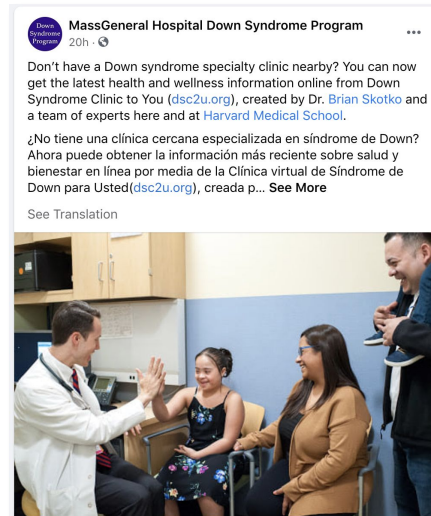 Down
Syndrome
Program
MassGeneral Hospital Down Syndrome Program
20h ·
Don't have a Down syndrome specialty clinic nearby? You can now
get the latest health and wellness information online from Down
Syndrome Clinic to You (dsc2u.org), created by Dr. Brian Skotko and
a team of experts here and at Harvard Medical School.
¿No tiene una clínica cercana especializada en síndrome de Down?
Ahora puede obtener la información más reciente sobre salud y
bienestar en línea por media de la Clínica virtual de Síndrome de
Down para Usted(dsc2u.org), creada p... See More
See Translation